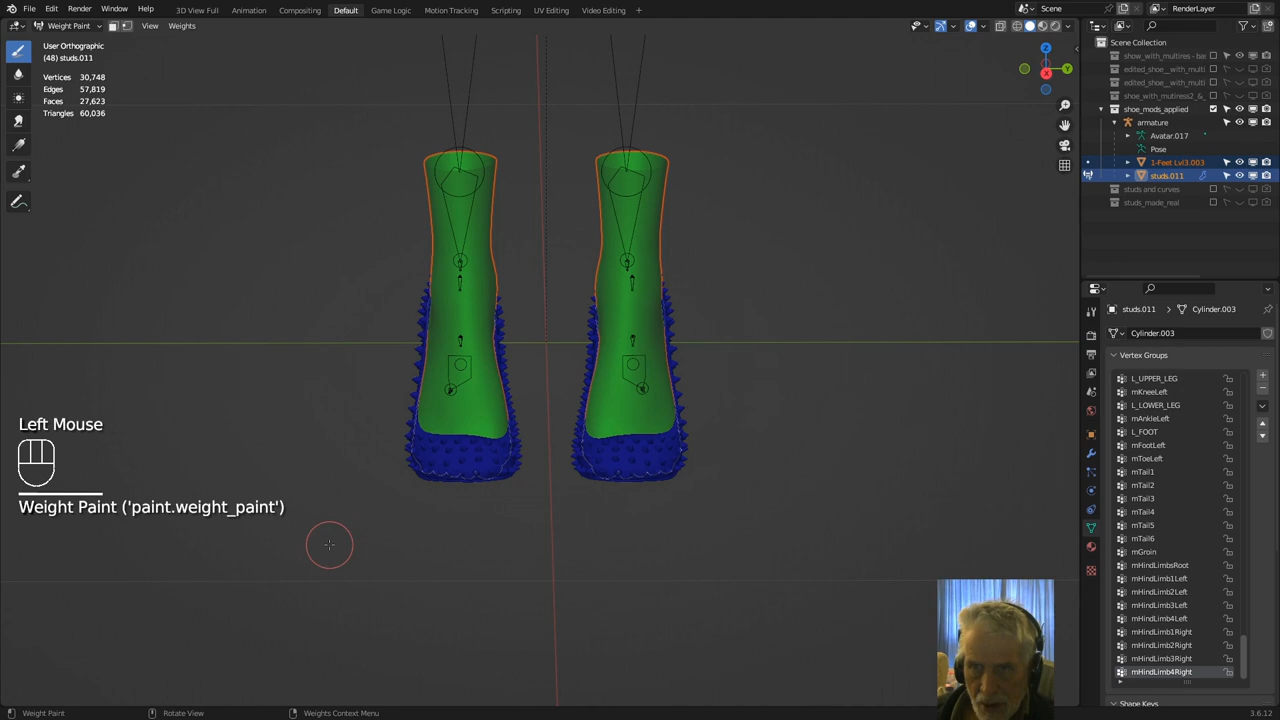 File Edit Render Window Help 3D View Full Animation Compositing Default Game Logic Motion Tracking Scripting UV Editing Video Editing + Scene RenderLayer
Weight Paint View Weights
User Orthographic
(48) studs.011
Vertices 30,748
Edges 57,819
Faces 27,623
Triangles 60,036
Z
Y
X
Scene Collection
show_with_multires - bas
edited_shoe__with_multi
edited_shoe__with_multi
shoe_with_mutlress2_&_
shoe_mods_applied
armature
Avatar.017
Pose
1-Feet Lvl3.003
studs.011
studs and curves
studs_made_real
studs.011 > Cylinder.003
Cylinder.003
Vertex Groups
L_UPPER_LEG
mKneeLeft
L_LOWER_LEG
mAnkleLeft
L_FOOT
mFootLeft
mToeLeft
mTail1
mTail2
mTail3
mTail4
mTail5
mTail6
mGroin
mHindLimbsRoot
mHindLimb1Left
mHindLimb2Left
mHindLimb3Left
mHindLimb4Left
mHindLimb1Right
mHindLimb2Right
mHindLimb3Right
mHindLimb4Right
Shape Keys
Left Mouse
Weight Paint ('paint.weight_paint')
Weight Paint Rotate View Weights Context Menu 3.6.12